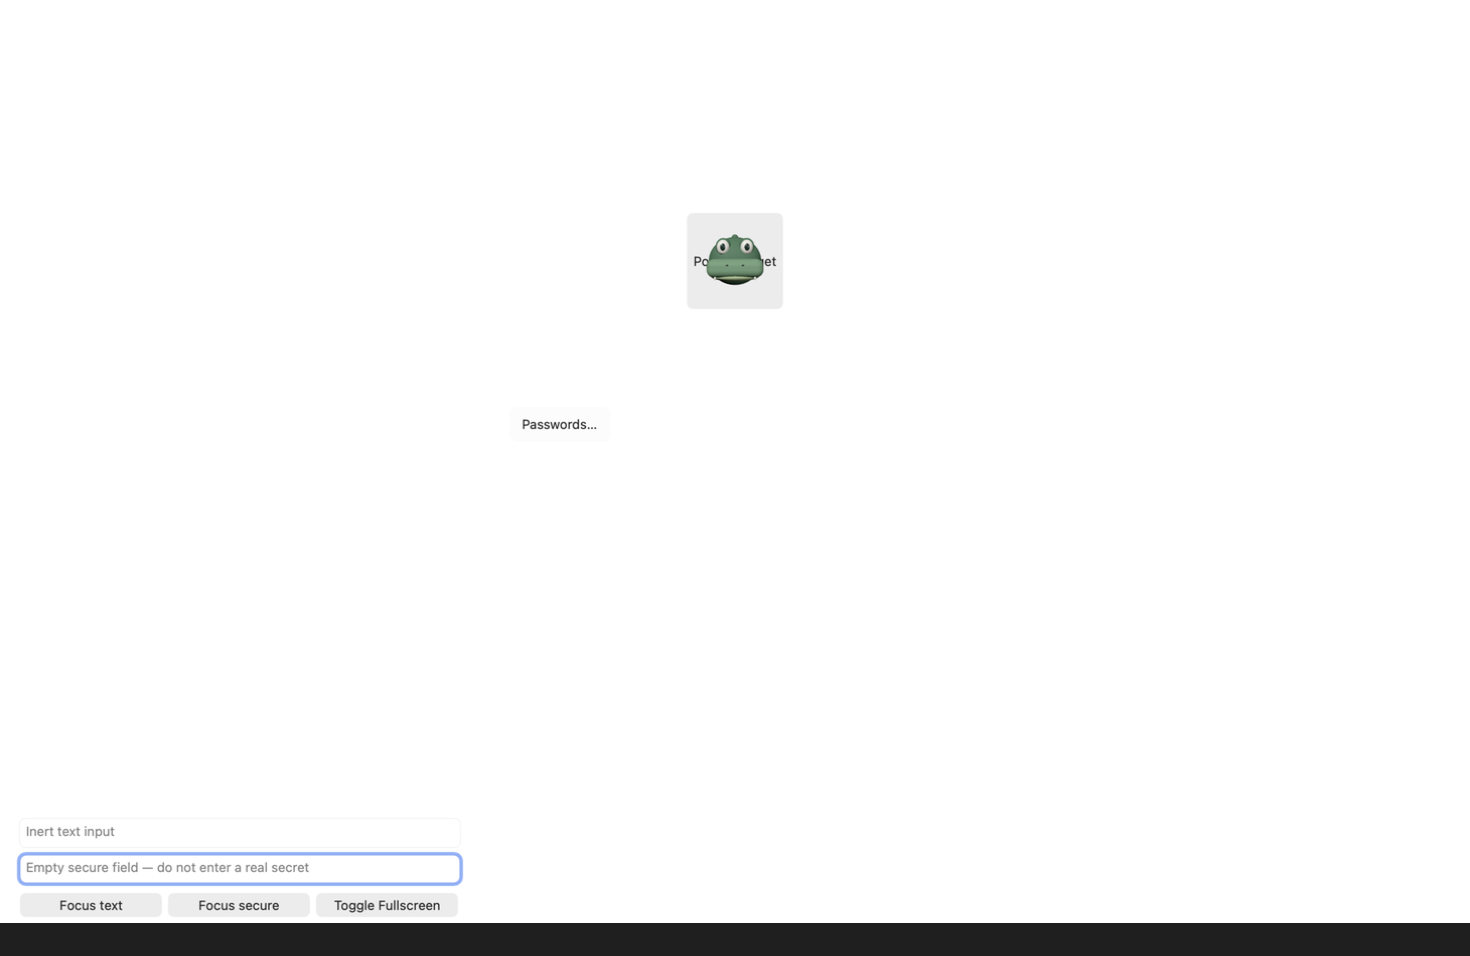 Passwords...
Inert text input
Empty secure field — do not enter a real secret
Focus text
Focus secure
Toggle Fullscreen